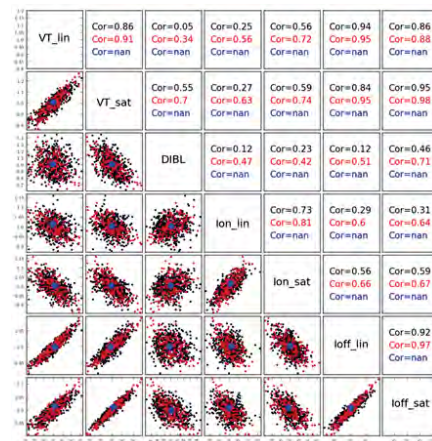 VT_lin
Cor=0.86 Cor=0.05 Cor=0.25 Cor=0.56 Cor=0.94 Cor=0.86
Cor=0.91 Cor=0.34 Cor=0.56 Cor=0.72 Cor=0.95 Cor=0.88
Cor=nan Cor=nan Cor=nan Cor=nan Cor=nan Cor=nan
VT_sat
Cor=0.55 Cor=0.27 Cor=0.59 Cor=0.84 Cor=0.95
Cor=0.7 Cor=0.63 Cor=0.74 Cor=0.95 Cor=0.98
Cor=nan Cor=nan Cor=nan Cor=nan Cor=nan
DIBL
Cor=0.12 Cor=0.23 Cor=0.12 Cor=0.46
Cor=0.47 Cor=0.42 Cor=0.51 Cor=0.71
Cor=nan Cor=nan Cor=nan Cor=nan
Ion_lin
Cor=0.73 Cor=0.29 Cor=0.31
Cor=0.81 Cor=0.6 Cor=0.64
Cor=nan Cor=nan Cor=nan
Ion_sat
Cor=0.56 Cor=0.59
Cor=0.66 Cor=0.67
Cor=nan Cor=nan
Ioff_lin
Cor=0.92
Cor=0.97
Cor=nan
Ioff_sat